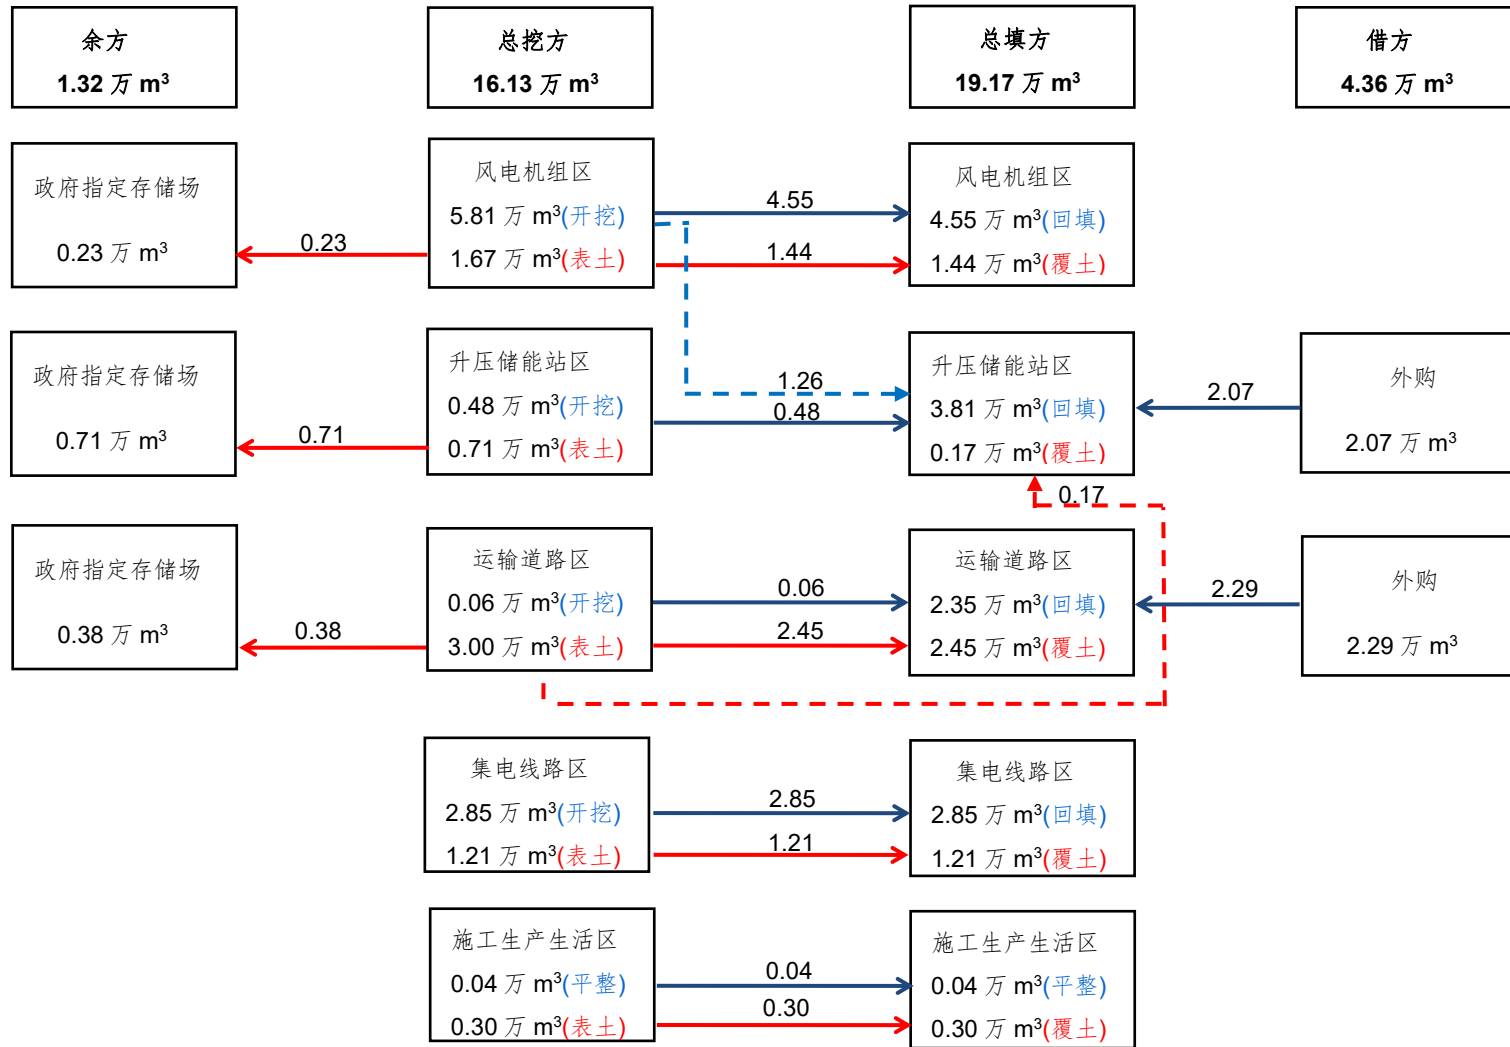 余方
1.32 万 m³
总挖方
16.13 万 m³
总填方
19.17 万 m³
借方
4.36 万 m³
政府指定存储场
0.23 万 m³
0.23
风电机组区
5.81 万 m³(开挖)
1.67 万 m³(表土)
4.55
1.44
风电机组区
4.55 万 m³(回填)
1.44 万 m³(覆土)
政府指定存储场
0.71 万 m³
0.71
升压储能站区
0.48 万 m³(开挖)
0.71 万 m³(表土)
1.26
0.48
升压储能站区
3.81 万 m³(回填)
0.17 万 m³(覆土)
2.07
外购
2.07 万 m³
0.17
政府指定存储场
0.38 万 m³
0.38
运输道路区
0.06 万 m³(开挖)
3.00 万 m³(表土)
0.06
2.45
运输道路区
2.35 万 m³(回填)
2.45 万 m³(覆土)
2.29
外购
2.29 万 m³
集电线路区
2.85 万 m³(开挖)
1.21 万 m³(表土)
2.85
1.21
集电线路区
2.85 万 m³(回填)
1.21 万 m³(覆土)
施工生产生活区
0.04 万 m³(平整)
0.30 万 m³(表土)
0.04
0.30
施工生产生活区
0.04 万 m³(平整)
0.30 万 m³(覆土)